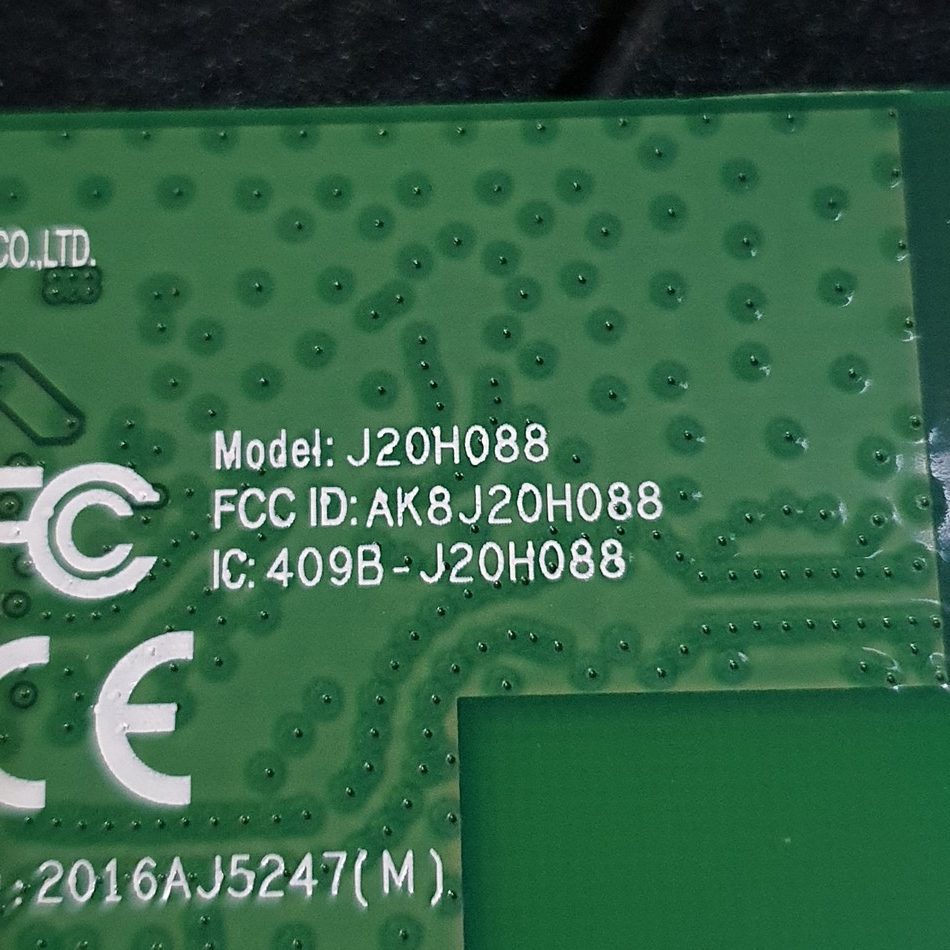 CO.,LTD.
Model: J20H088
FCC ID: AK8J20H088
IC: 409B-J20H088
FC
CE
: 2016AJ5247(M)